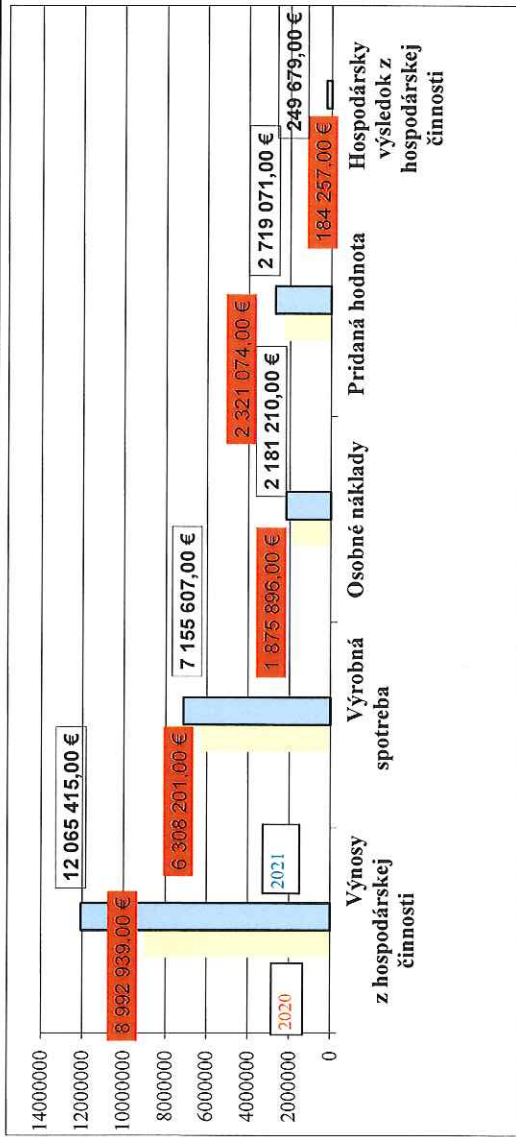 14000000
12000000
10000000
8000000
6000000
4000000
2000000
0
12 065 415,00 €
8 992 939,00 €
7 155 607,00 €
6 308 201,00 €
2 181 210,00 €
1 875 896,00 €
2 719 071,00 €
2 321 074,00 €
249 679,00 €
184 257,00 €
2020
2021
Výnosy
z hospodárskej
činnosti
Výrobná
spotreba
Osobné náklady
Pridaná hodnota
Hospodársky
výsledok z
hospodárskej
činnosti